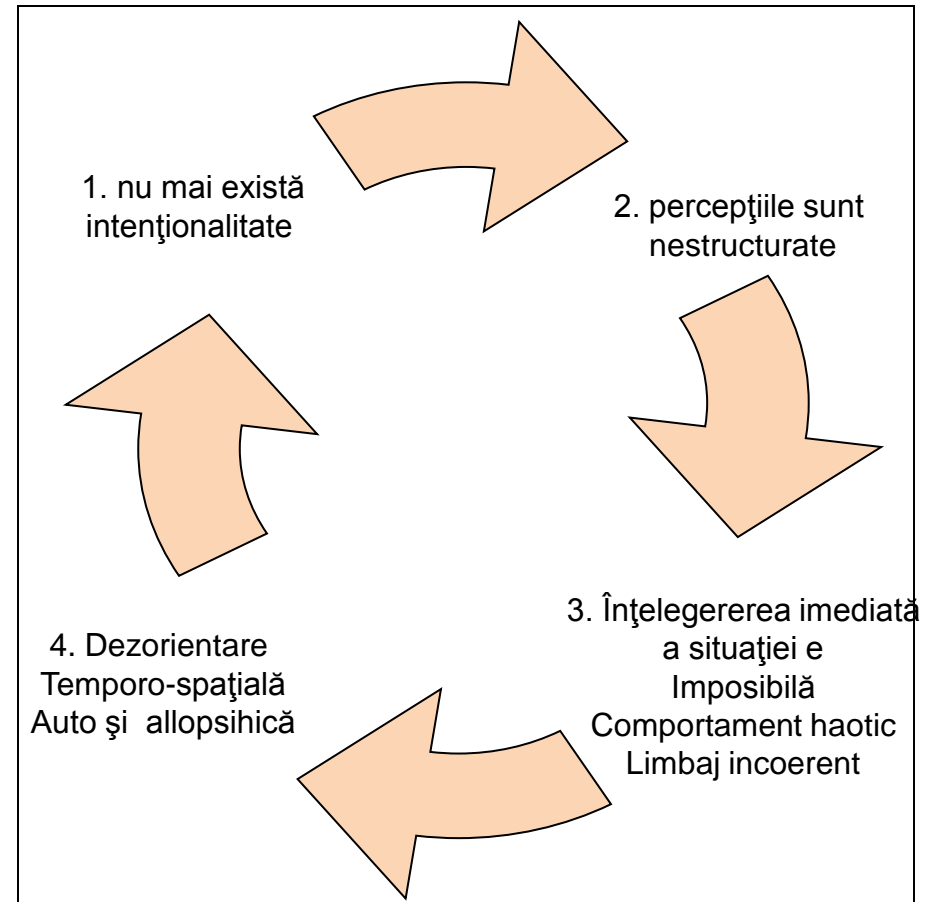 1. nu mai există
intenţionalitate
2. percepţiile sunt
nestructurate
3. Înţelegererea imediată
a situaţiei e
Imposibilă
Comportament haotic
Limbaj incoerent
4. Dezorientare
Temporo-spaţială
Auto şi allopsihică